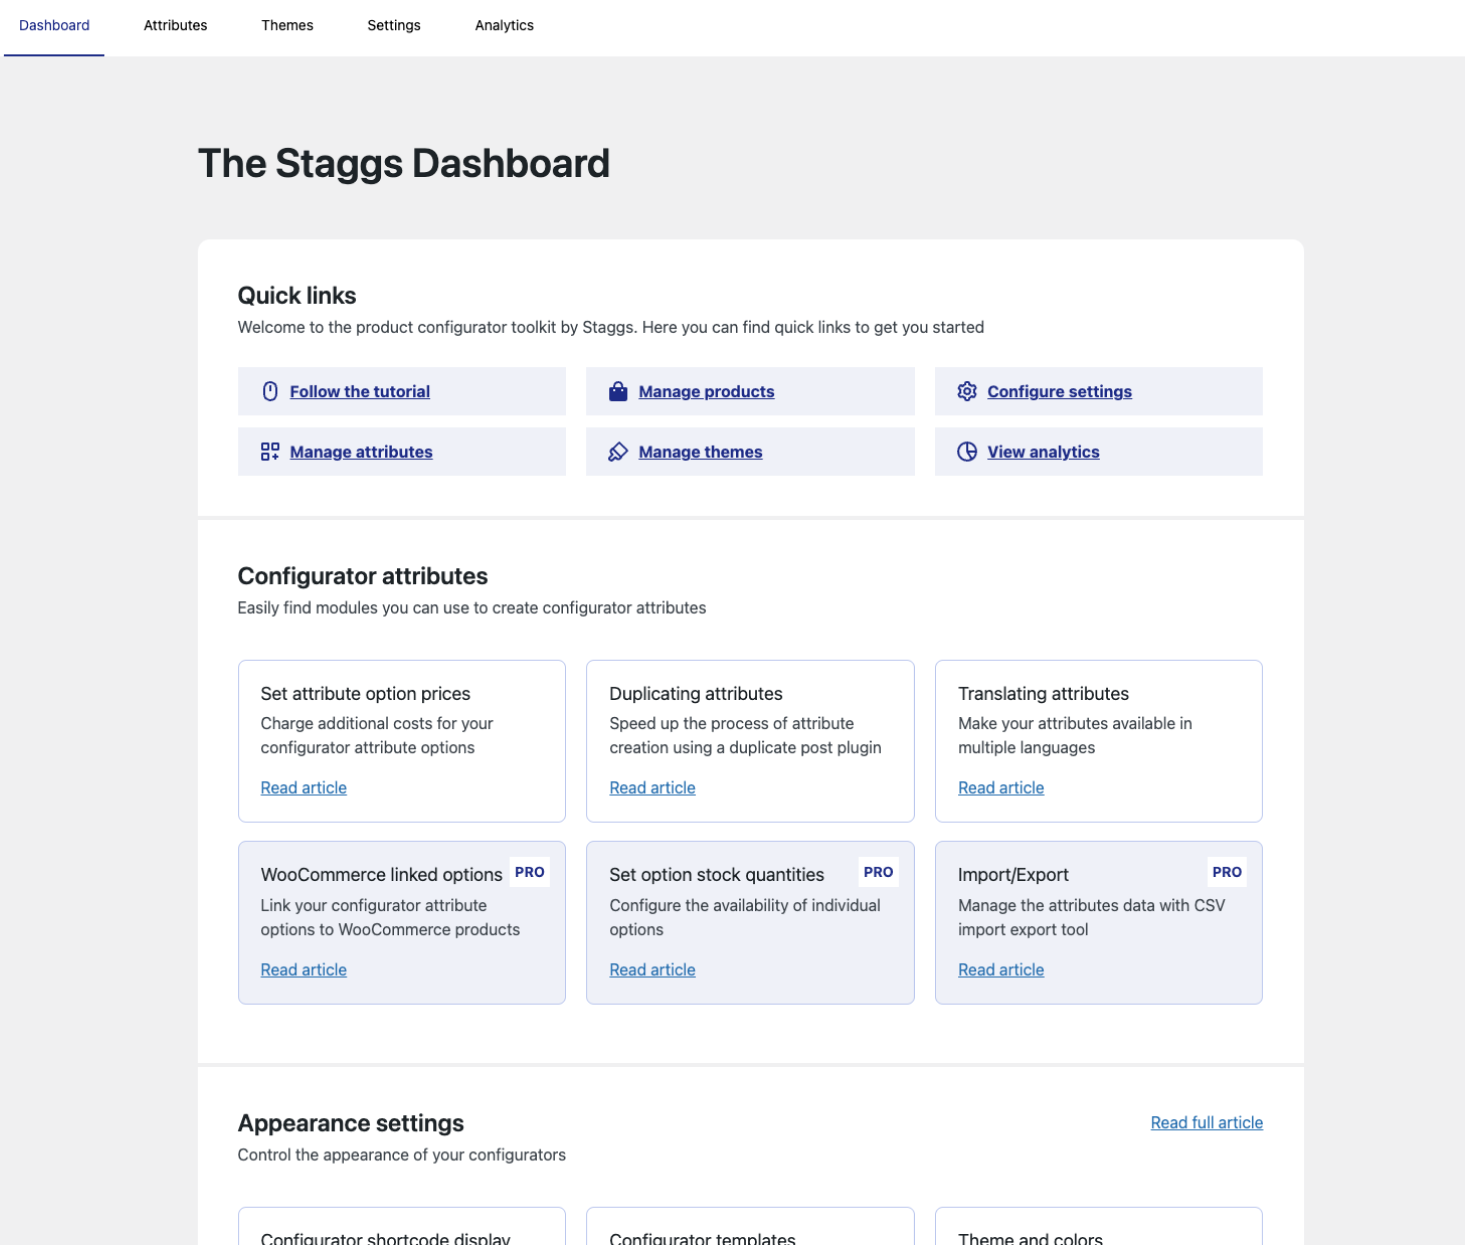 Dashboard
Attributes
Themes
Settings
Analytics
The Staggs Dashboard
Quick links
Welcome to the product configurator toolkit by Staggs. Here you can find quick links to get you started
Follow the tutorial
Manage products
Configure settings
Manage attributes
Manage themes
View analytics
Configurator attributes
Easily find modules you can use to create configurator attributes
Set attribute option prices
Charge additional costs for your
configurator attribute options
Read article
Duplicating attributes
Speed up the process of attribute
creation using a duplicate post plugin
Read article
Translating attributes
Make your attributes available in
multiple languages
Read article
WooCommerce linked options
PRO
Link your configurator attribute
options to WooCommerce products
Read article
Set option stock quantities
PRO
Configure the availability of individual
options
Read article
Import/Export
PRO
Manage the attributes data with CSV
import export tool
Read article
Appearance settings
Read full article
Control the appearance of your configurators
Configurator shortcode display
Configurator templates
Theme and colors